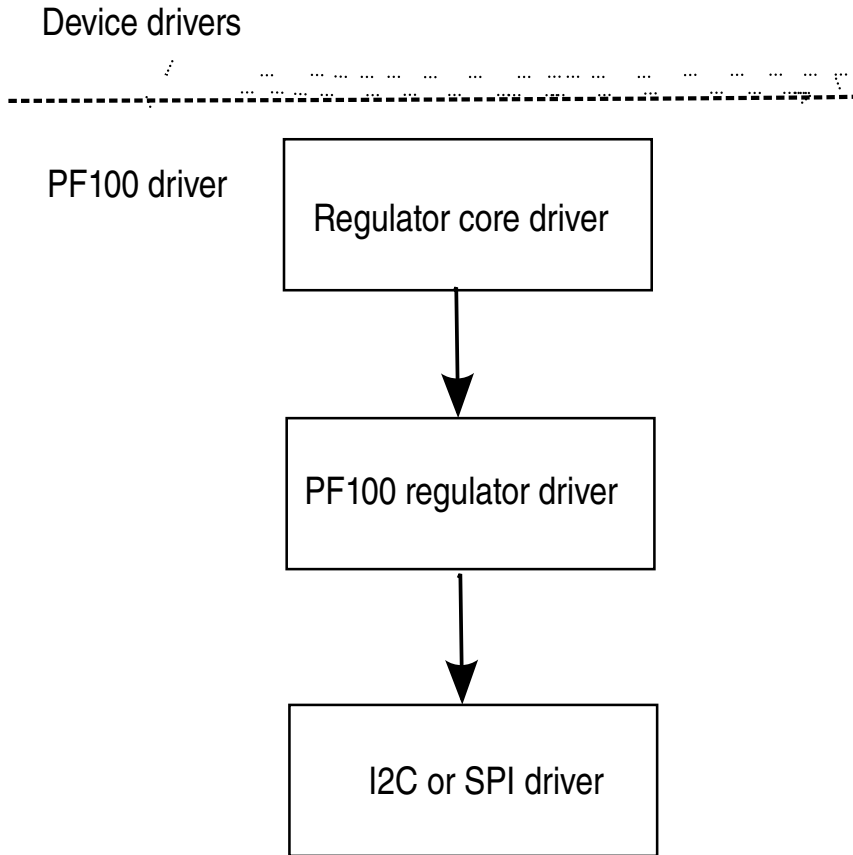 Device drivers
PF100 driver
Regulator core driver
PF100 regulator driver
I2C or SPI driver